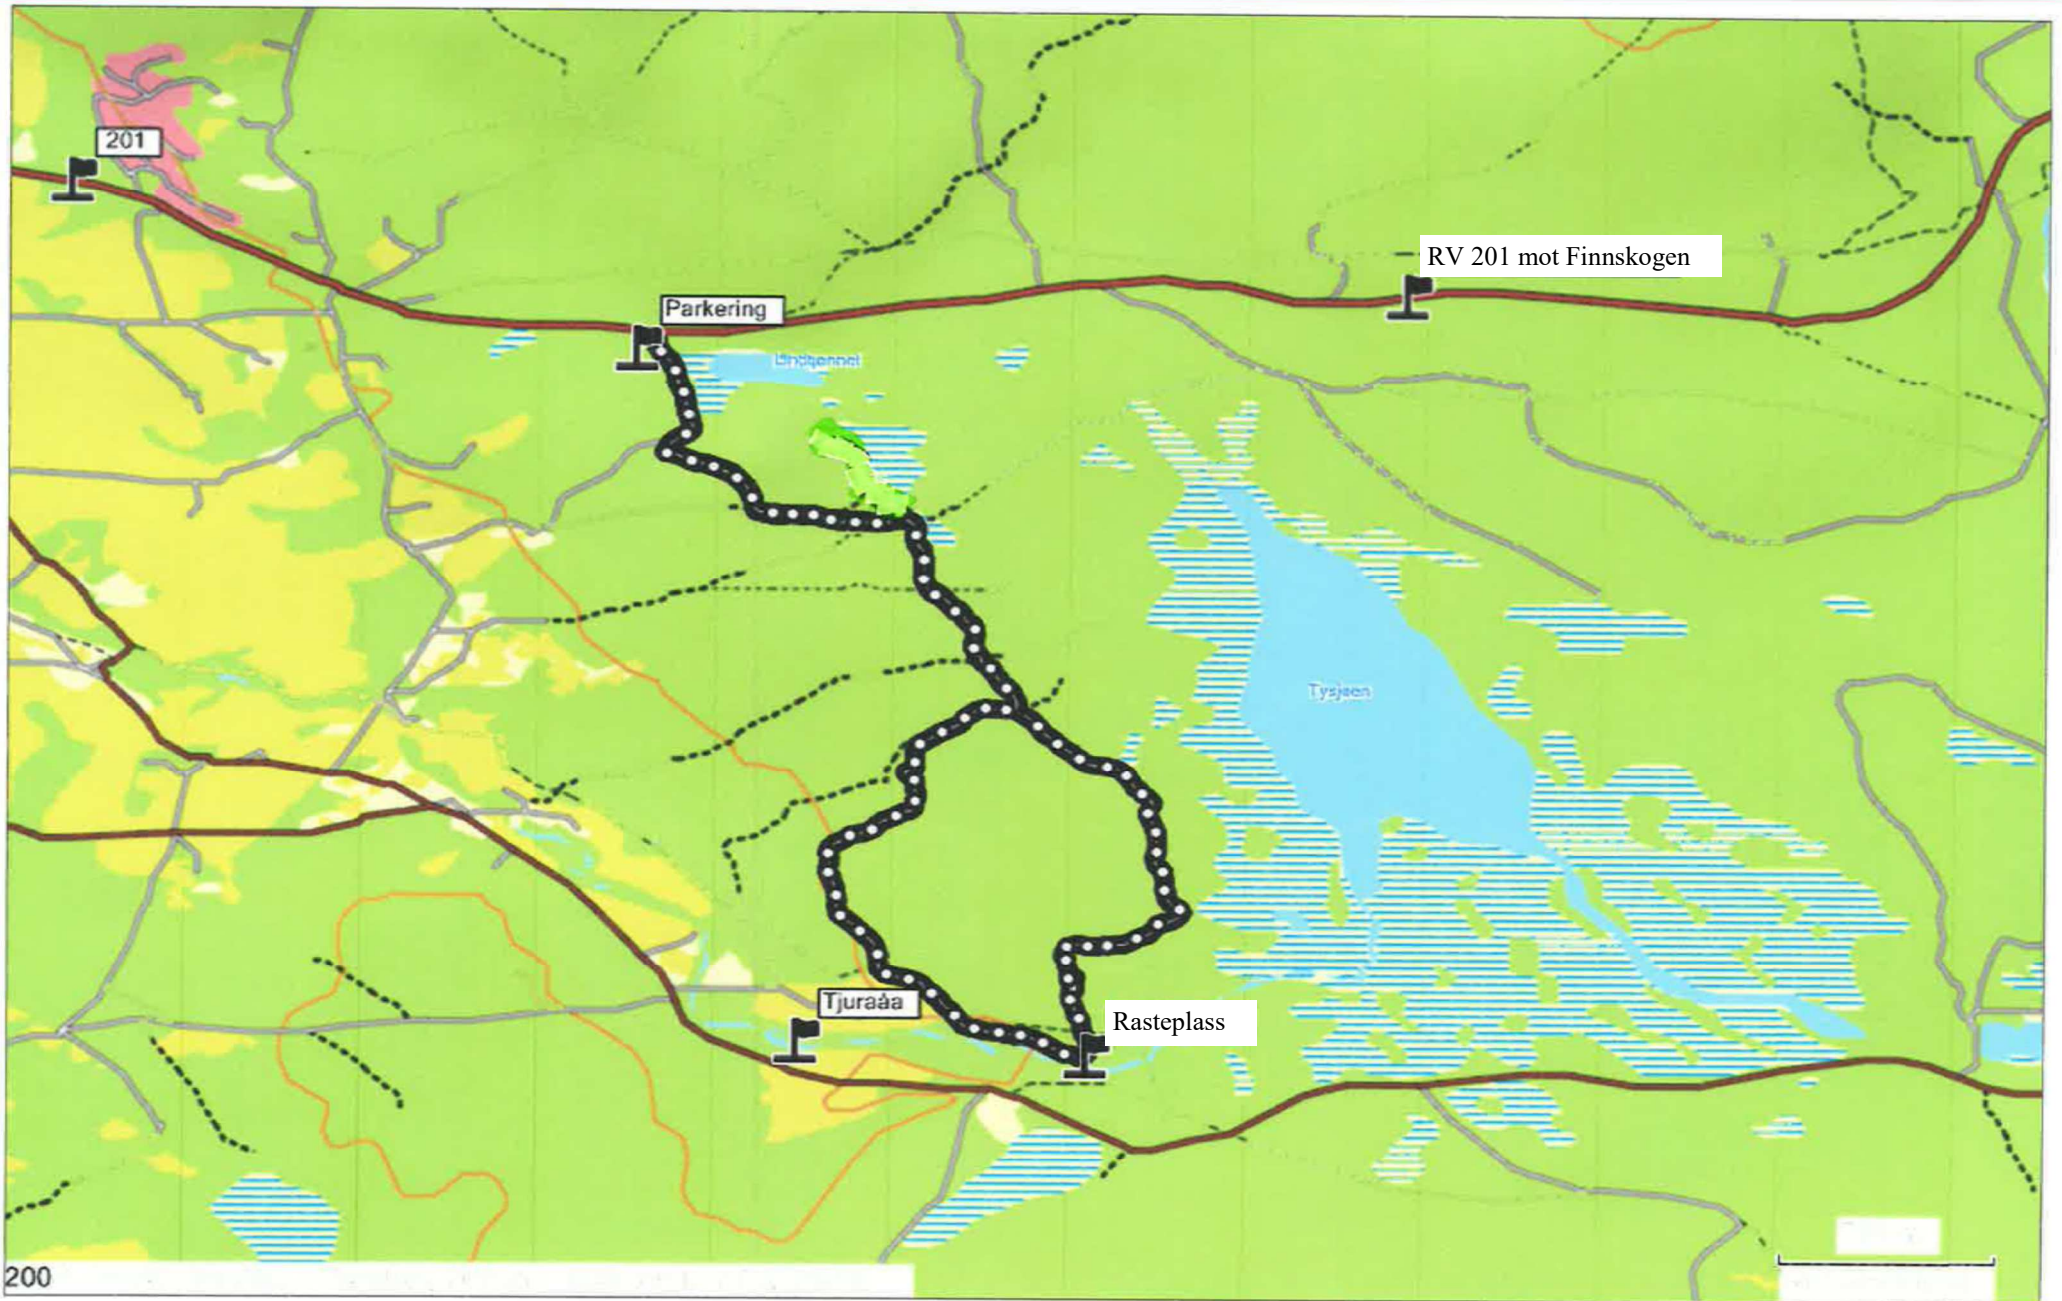 201
RV 201 mot Finnskogen
Parkering
Tysjøen
Tjuraåa
Rasteplass
200